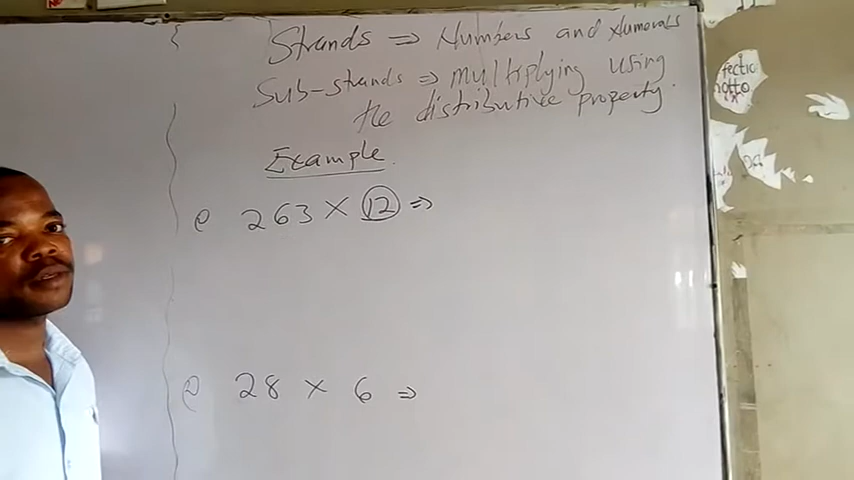 Strands ⇒ Numbers and Numerals
Sub-strands ⇒ multiplying using
the distributive property.
Example.
263 × 12 ⇒
28 × 6 ⇒